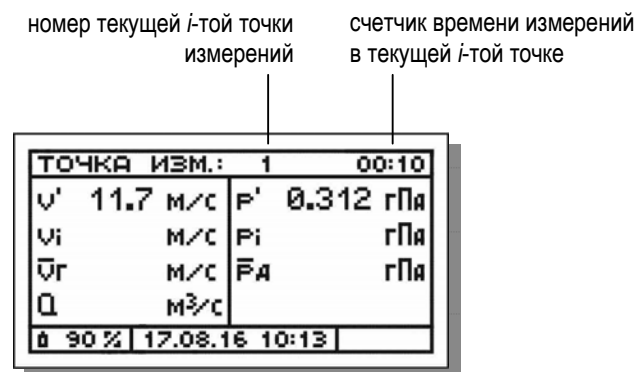 номер текущей i-той точки измерений
счетчик времени измерений в текущей i-той точке
ТОЧКА ИЗМ.: 1 00:10
v' 11.7 м/с P' 0.312 гПа
vi м/с Pi гПа
v̅г м/с P̅д гПа
Q м³/с
90 % 17.08.16 10:13